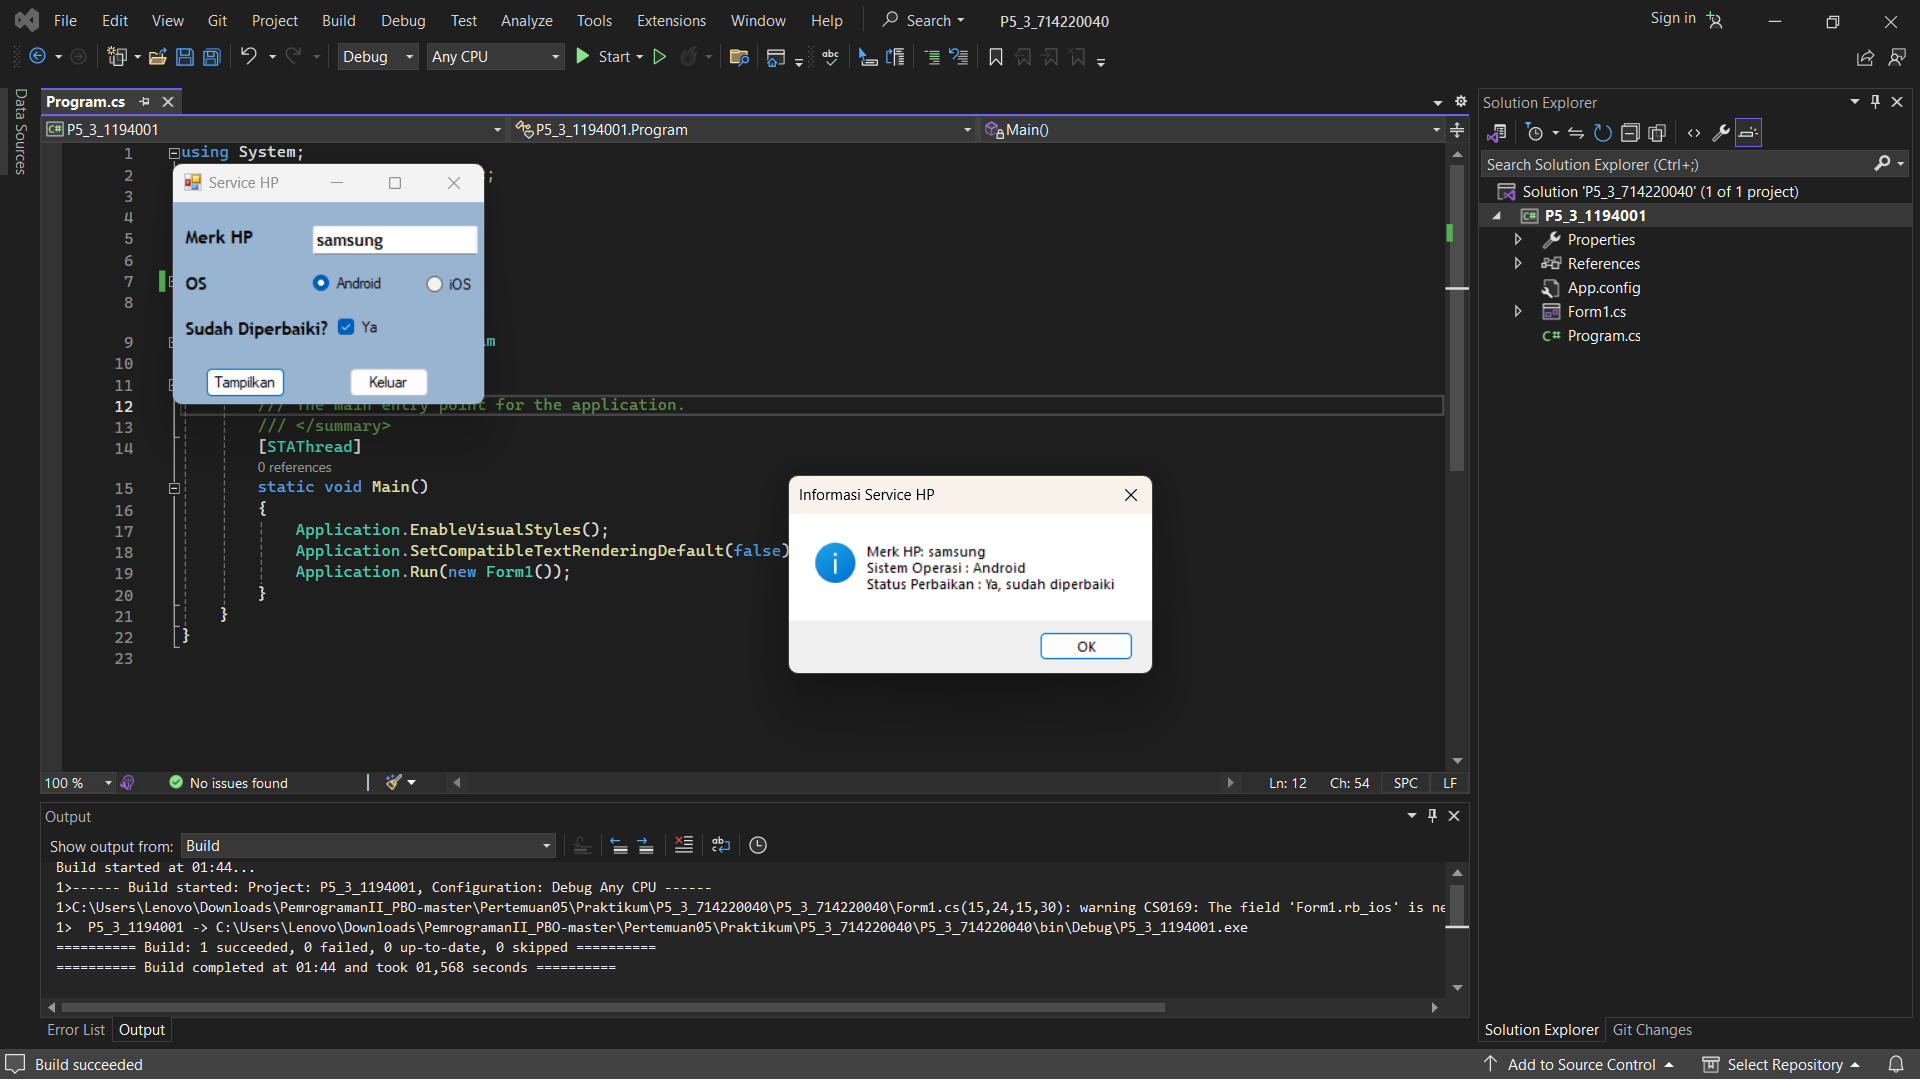 File Edit View Git Project Build Debug Test Analyze Tools Extensions Window Help Search P5_3_714220040 Sign in
Debug Any CPU Start
Data Sources
Program.cs
P5_3_1194001 P5_3_1194001.Program Main()
1 using System;
2 ;
3
4
5
6
7
8
9 m
10
11
12 /// The main entry point for the application.
13 /// </summary>
14 [STAThread]
0 references
15 static void Main()
16 {
17 Application.EnableVisualStyles();
18 Application.SetCompatibleTextRenderingDefault(false)
19 Application.Run(new Form1());
20 }
21 }
22 }
23
Service HP
Merk HP samsung
OS Android iOS
Sudah Diperbaiki? Ya
Tampilkan Keluar
Informasi Service HP
Merk HP: samsung
Sistem Operasi : Android
Status Perbaikan : Ya, sudah diperbaiki
OK
100 % No issues found Ln: 12 Ch: 54 SPC LF
Output
Show output from: Build
Build started at 01:44...
1>------ Build started: Project: P5_3_1194001, Configuration: Debug Any CPU ------
1>C:\Users\Lenovo\Downloads\PemrogramanII_PBO-master\Pertemuan05\Praktikum\P5_3_714220040\P5_3_714220040\Form1.cs(15,24,15,30): warning CS0169: The field 'Form1.rb_ios' is ne
1> P5_3_1194001 -> C:\Users\Lenovo\Downloads\PemrogramanII_PBO-master\Pertemuan05\Praktikum\P5_3_714220040\P5_3_714220040\bin\Debug\P5_3_1194001.exe
========== Build: 1 succeeded, 0 failed, 0 up-to-date, 0 skipped ==========
========== Build completed at 01:44 and took 01,568 seconds ==========
Error List Output
Solution Explorer
Search Solution Explorer (Ctrl+;)
Solution 'P5_3_714220040' (1 of 1 project)
P5_3_1194001
Properties
References
App.config
Form1.cs
Program.cs
Solution Explorer Git Changes
Build succeeded Add to Source Control Select Repository